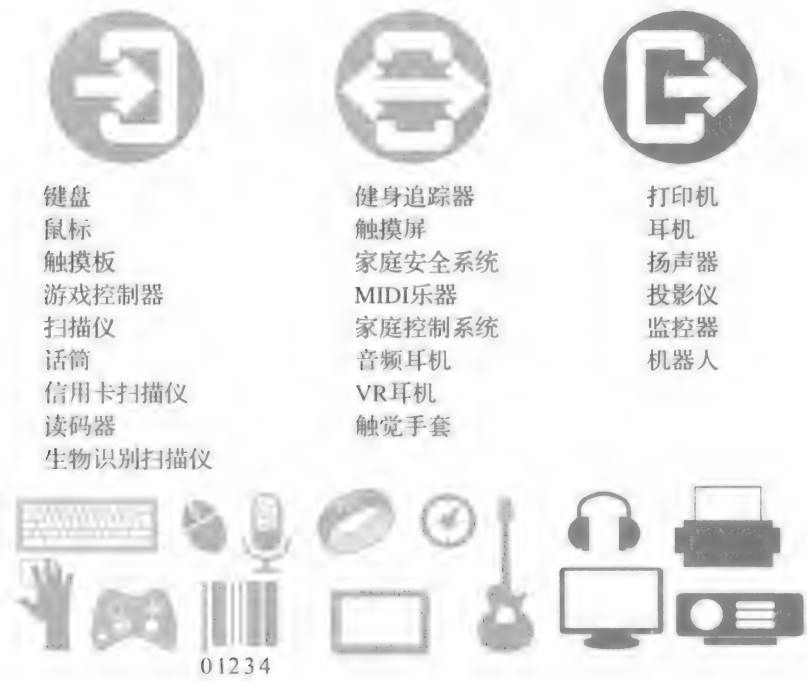 键盘
鼠标
触摸板
游戏控制器
扫描仪
话筒
信用卡扫描仪
读码器
生物识别扫描仪
健身追踪器
触摸屏
家庭安全系统
MIDI乐器
家庭控制系统
音频耳机
VR耳机
触觉手套
打印机
耳机
扬声器
投影仪
监控器
机器人
01234